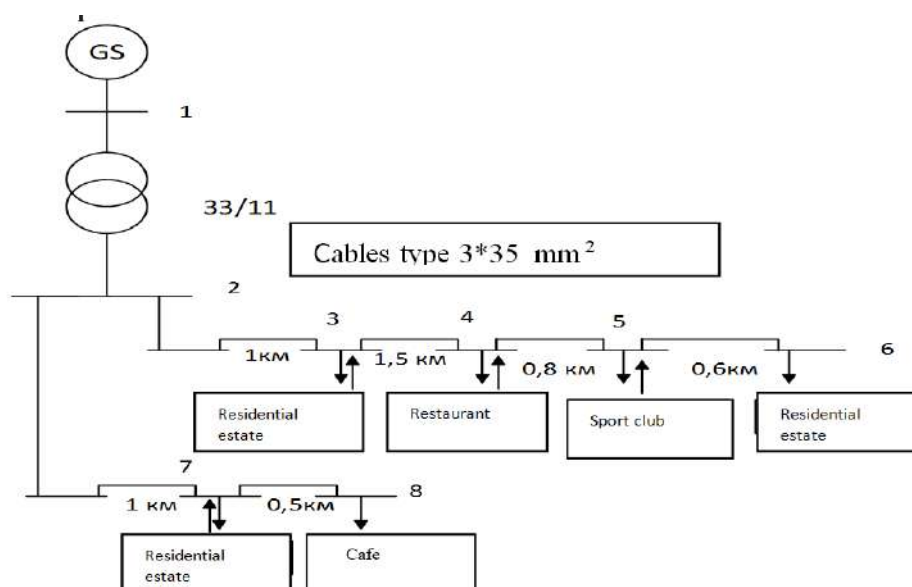 GS
1
33/11
Cables type 3*35 mm²
2
3
4
5
6
1км
1,5 км
0,8 км
0,6км
Residential
estate
Restaurant
Sport club
Residential
estate
7
8
1 км
0,5км
Residential
estate
Cafe